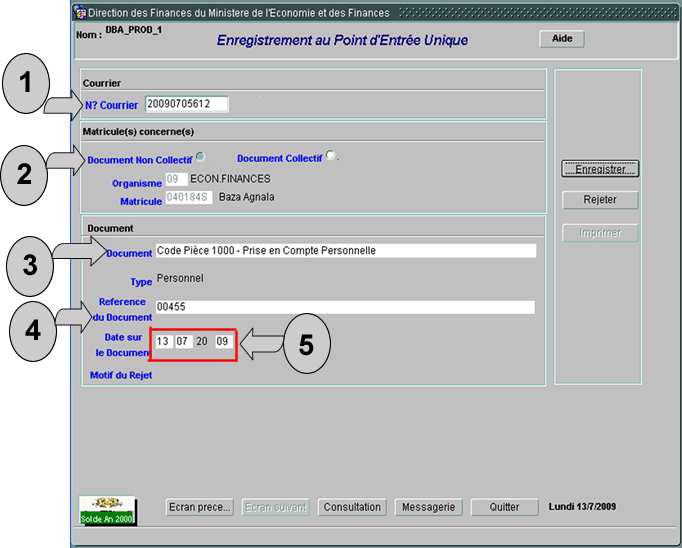 Direction des Finances du Ministere de l'Economie et des Finances
Nom : DBA_PROD_1
Enregistrement au Point d'Entrée Unique
Aide
1
Courrier
N? Courrier 20090705612
Matricule(s) concerne(s)
2
Document Non Collectif Document Collectif .
Organisme 09 ECON.FINANCES
Matricule 040184S Baza Agnala
Enregistrer
Rejeter
Imprimer
Document
3
Document Code Pièce 1000 - Prise en Compte Personnelle
Type Personnel
4
Reference
du Document 00455
Date sur
le Documen 13 07 20 09
5
Motif du Rejet
Solde An 2000
Ecran prece... Ecran suivant Consultation Messagerie Quitter Lundi 13/7/2009